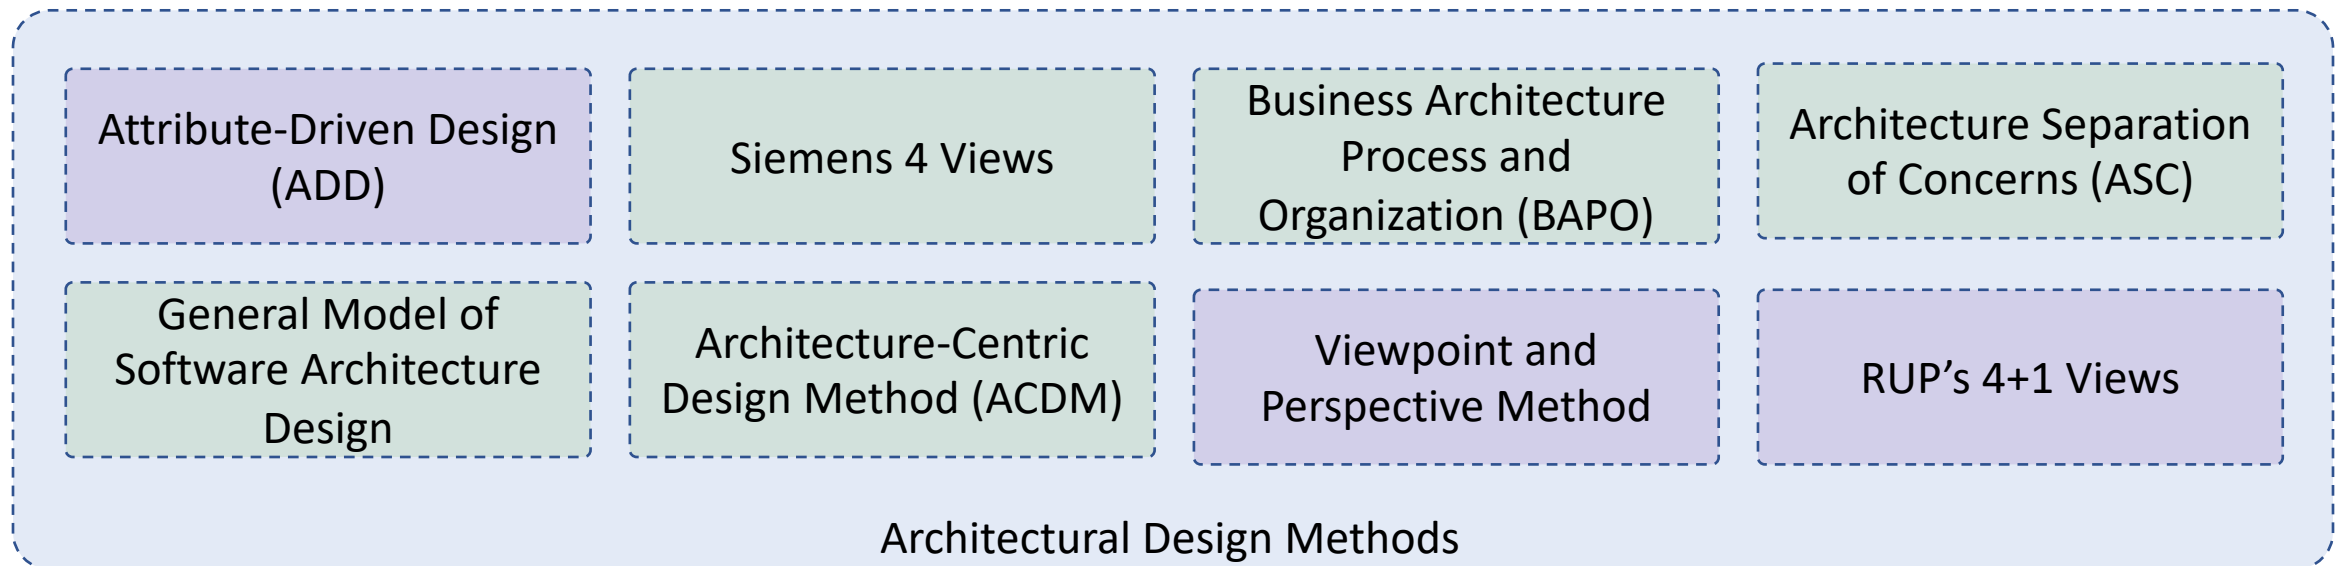 Attribute-Driven Design
(ADD)
Siemens 4 Views
Business Architecture
Process and
Organization (BAPO)
Architecture Separation
of Concerns (ASC)
General Model of
Software Architecture
Design
Architecture-Centric
Design Method (ACDM)
Viewpoint and
Perspective Method
RUP’s 4+1 Views
Architectural Design Methods